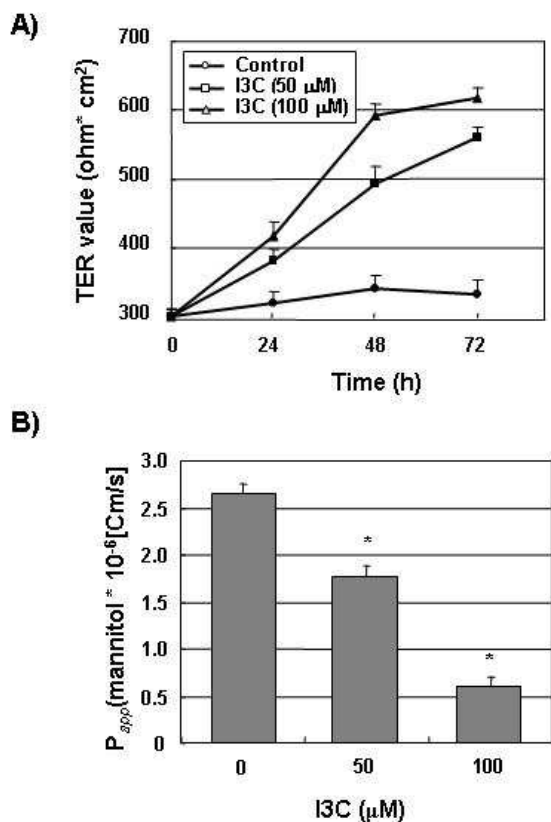 A)
TER value (ohm* cm²)
700
600
500
400
300
Control
I3C (50 μM)
I3C (100 μM)
0 24 48 72
Time (h)
B)
P app(mannitol * 10⁻⁶[Cm/s]
3.0
2.5
2.0
1.5
1.0
0.5
0
*
*
0 50 100
I3C (μM)